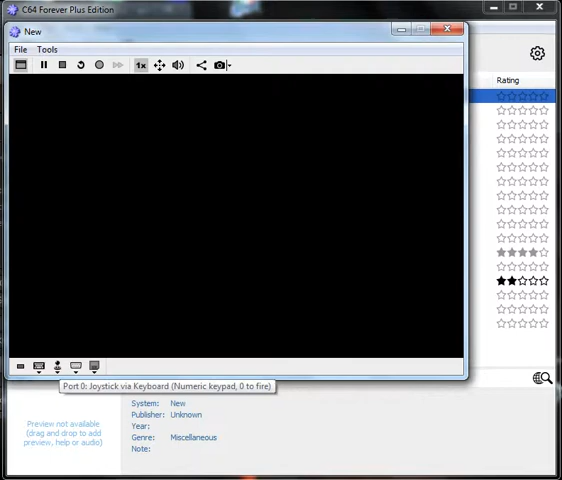 C64 Forever Plus Edition
New
File Tools
1x
Rating
Port 0: Joystick via Keyboard (Numeric keypad, 0 to fire)
Preview not available
(drag and drop to add
preview, help or audio)
System: New
Publisher: Unknown
Year:
Genre: Miscellaneous
Note: